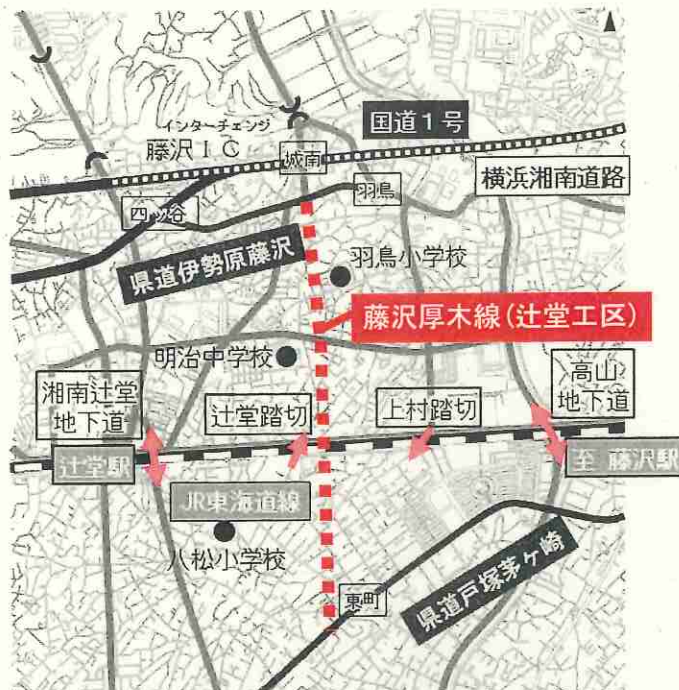 国道1号
インターチェンジ
藤沢IC
城南
横浜湘南道路
羽鳥
四ッ谷
県道伊勢原藤沢
羽鳥小学校
藤沢厚木線(辻堂工区)
明治中学校
高山
地下道
湘南辻堂
地下道
辻堂踏切
上村踏切
辻堂駅
至 藤沢駅
JR東海道線
八松小学校
東町
県道戸塚茅ヶ崎